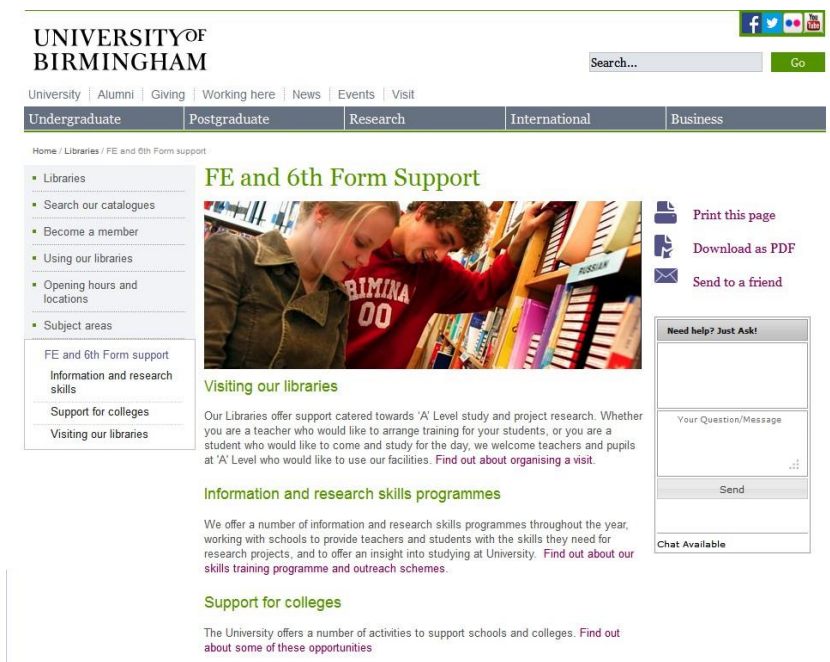 UNIVERSITY OF
BIRMINGHAM
You
Tube
Search...
Go
University
Alumni
Giving
Working here
News
Events
Visit
Undergraduate
Postgraduate
Research
International
Business
Home / Libraries / FE and 6th Form support
Libraries
Search our catalogues
Become a member
Using our libraries
Opening hours and
locations
Subject areas
FE and 6th Form support
Information and research
skills
Support for colleges
Visiting our libraries
FE and 6th Form Support
RIMINA
00
RUSSIAN
Visiting our libraries
Our Libraries offer support catered towards 'A' Level study and project research. Whether
you are a teacher who would like to arrange training for your students, or you are a
student who would like to come and study for the day, we welcome teachers and pupils
at 'A' Level who would like to use our facilities. Find out about organising a visit.
Information and research skills programmes
We offer a number of information and research skills programmes throughout the year,
working with schools to provide teachers and students with the skills they need for
research projects, and to offer an insight into studying at University. Find out about our
skills training programme and outreach schemes.
Support for colleges
The University offers a number of activities to support schools and colleges. Find out
about some of these opportunities
Print this page
Download as PDF
Send to a friend
Need help? Just Ask!
Your Question/Message
Send
Chat Available